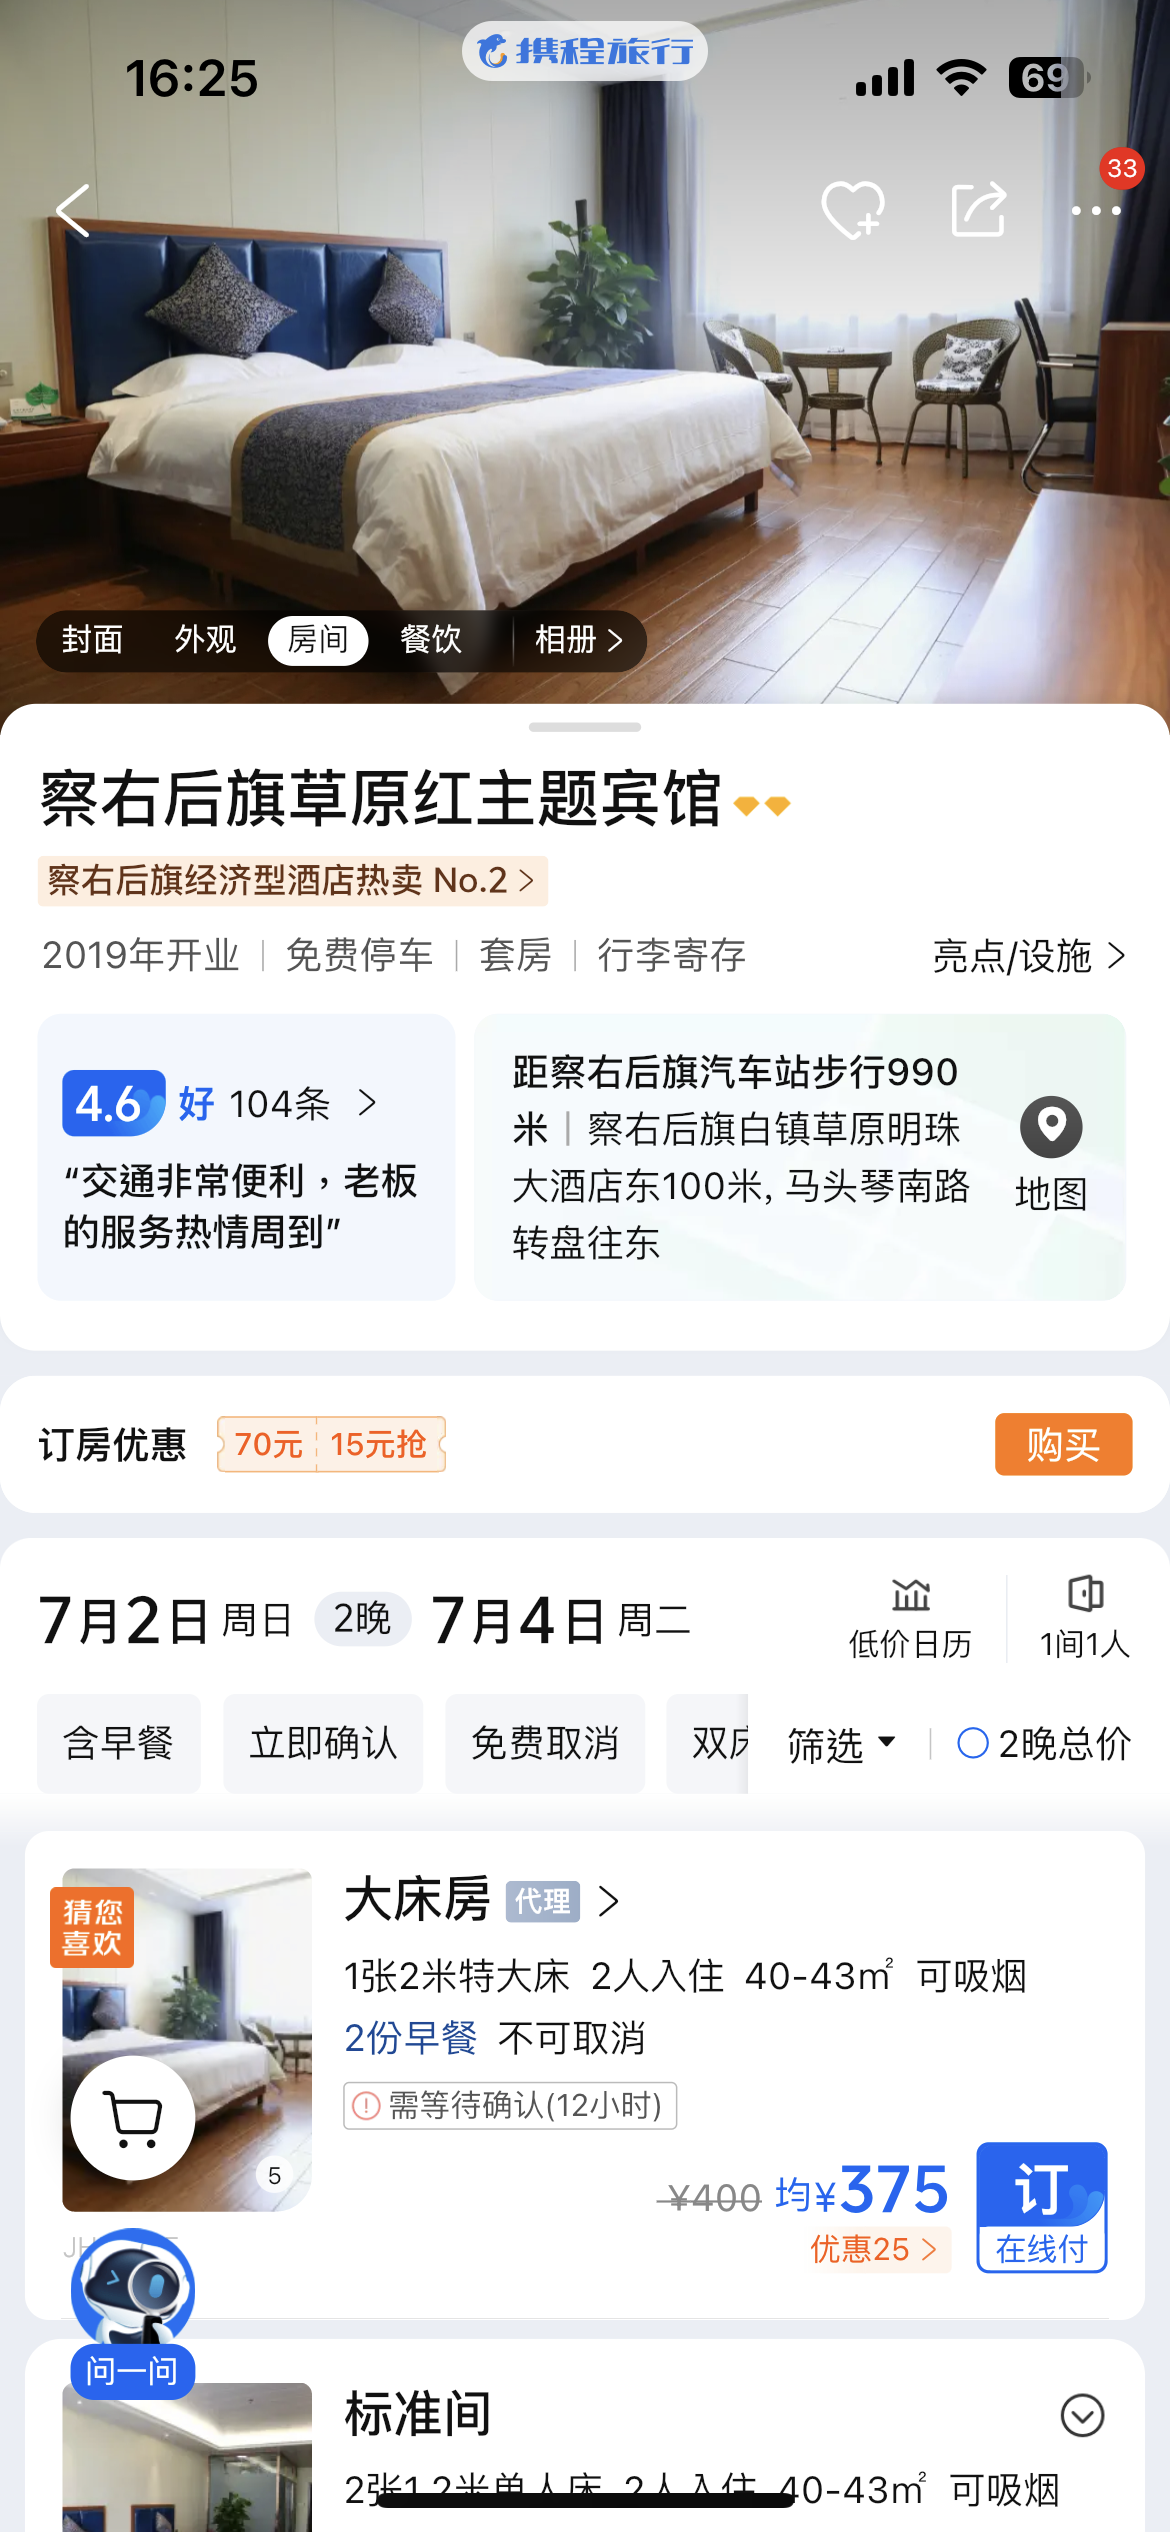 携程旅行
16:25
69
33
封面 外观 房间 餐饮 相册
察右后旗草原红主题宾馆
察右后旗经济型酒店热卖 No.2
2019年开业 免费停车 套房 行李寄存 亮点/设施
4.6 好 104条
“交通非常便利，老板
的服务热情周到”
距察右后旗汽车站步行990
米 | 察右后旗白镇草原明珠
大酒店东100米, 马头琴南路
转盘往东
地图
订房优惠 70元 15元抢 购买
7月2日 周日 2晚 7月4日 周二
低价日历 1间1人
含早餐 立即确认 免费取消 筛选 2晚总价
猜您
喜欢
5
大床房 代理
1张2米特大床 2人入住 40-43㎡ 可吸烟
2份早餐 不可取消
需等待确认(12小时)
¥400 均¥375
优惠25
订
在线付
问一问
标准间
2张1.2米单人床 2人入住 40-43㎡ 可吸烟